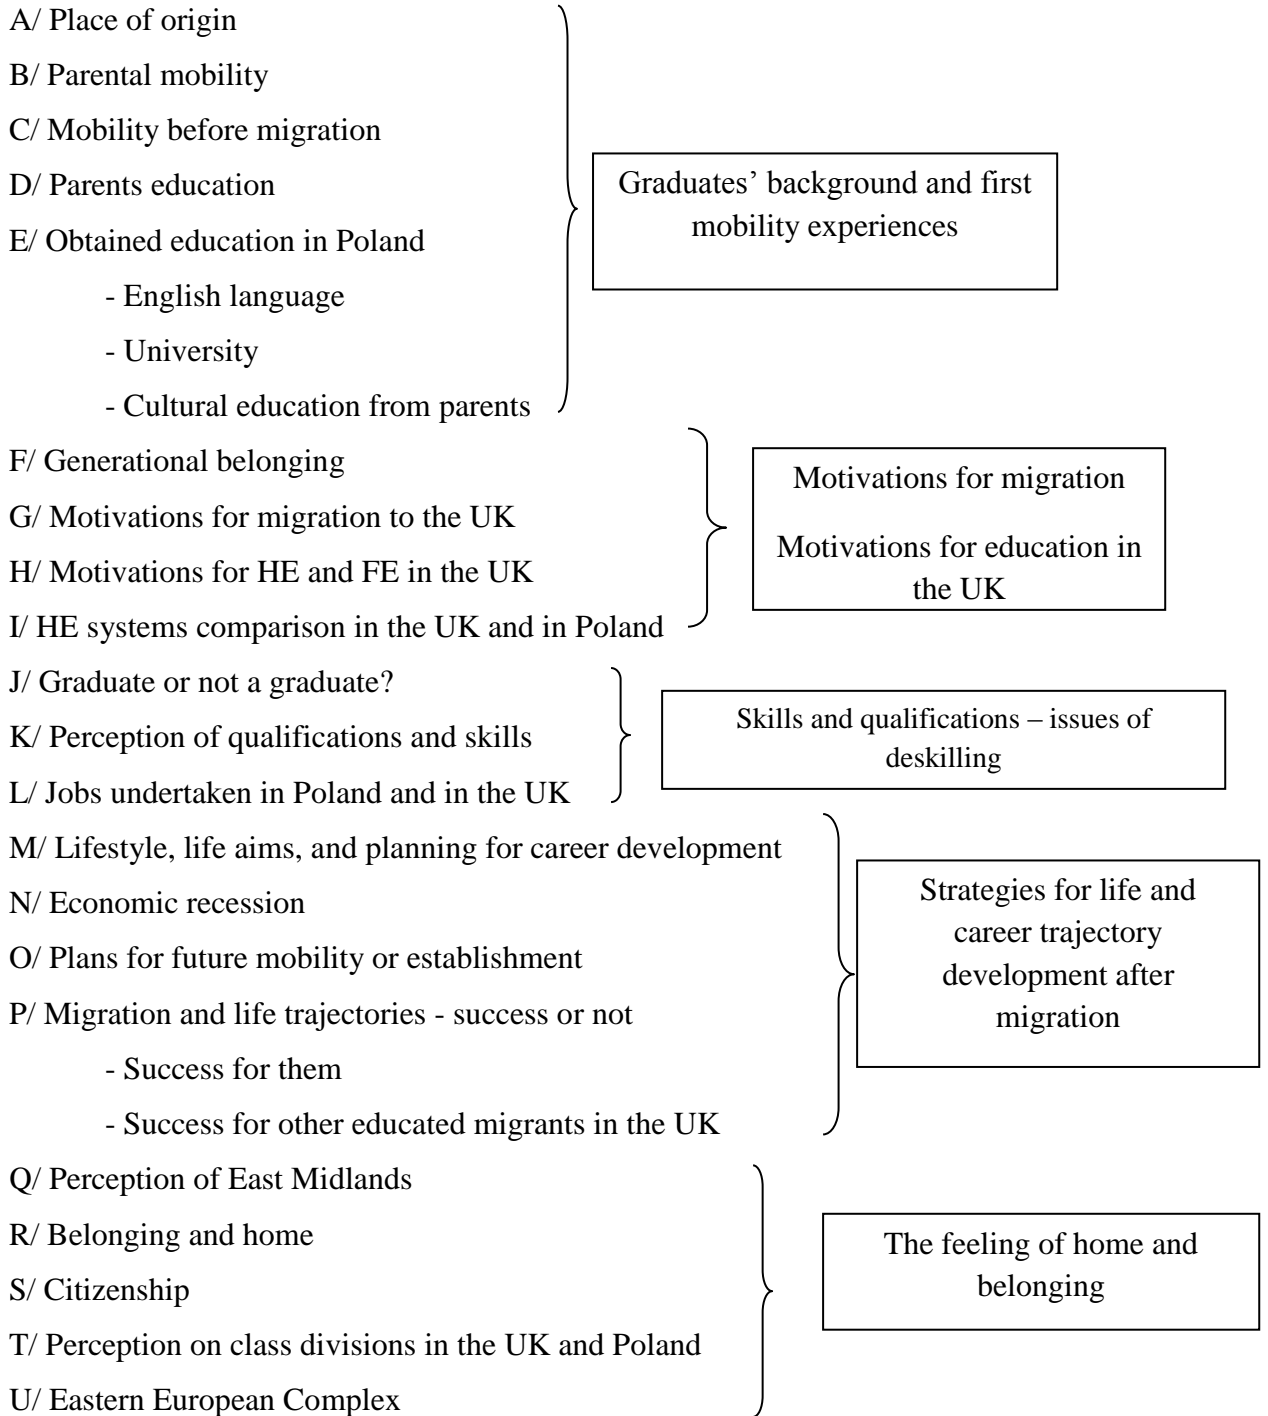 A/ Place of origin
B/ Parental mobility
C/ Mobility before migration
D/ Parents education
E/ Obtained education in Poland
- English language
- University
- Cultural education from parents
Graduates’ background and first
mobility experiences
F/ Generational belonging
G/ Motivations for migration to the UK
H/ Motivations for HE and FE in the UK
I/ HE systems comparison in the UK and in Poland
Motivations for migration
Motivations for education in
the UK
J/ Graduate or not a graduate?
K/ Perception of qualifications and skills
L/ Jobs undertaken in Poland and in the UK
Skills and qualifications – issues of
deskilling
M/ Lifestyle, life aims, and planning for career development
N/ Economic recession
O/ Plans for future mobility or establishment
P/ Migration and life trajectories - success or not
- Success for them
- Success for other educated migrants in the UK
Strategies for life and
career trajectory
development after
migration
Q/ Perception of East Midlands
R/ Belonging and home
S/ Citizenship
T/ Perception on class divisions in the UK and Poland
U/ Eastern European Complex
The feeling of home and
belonging